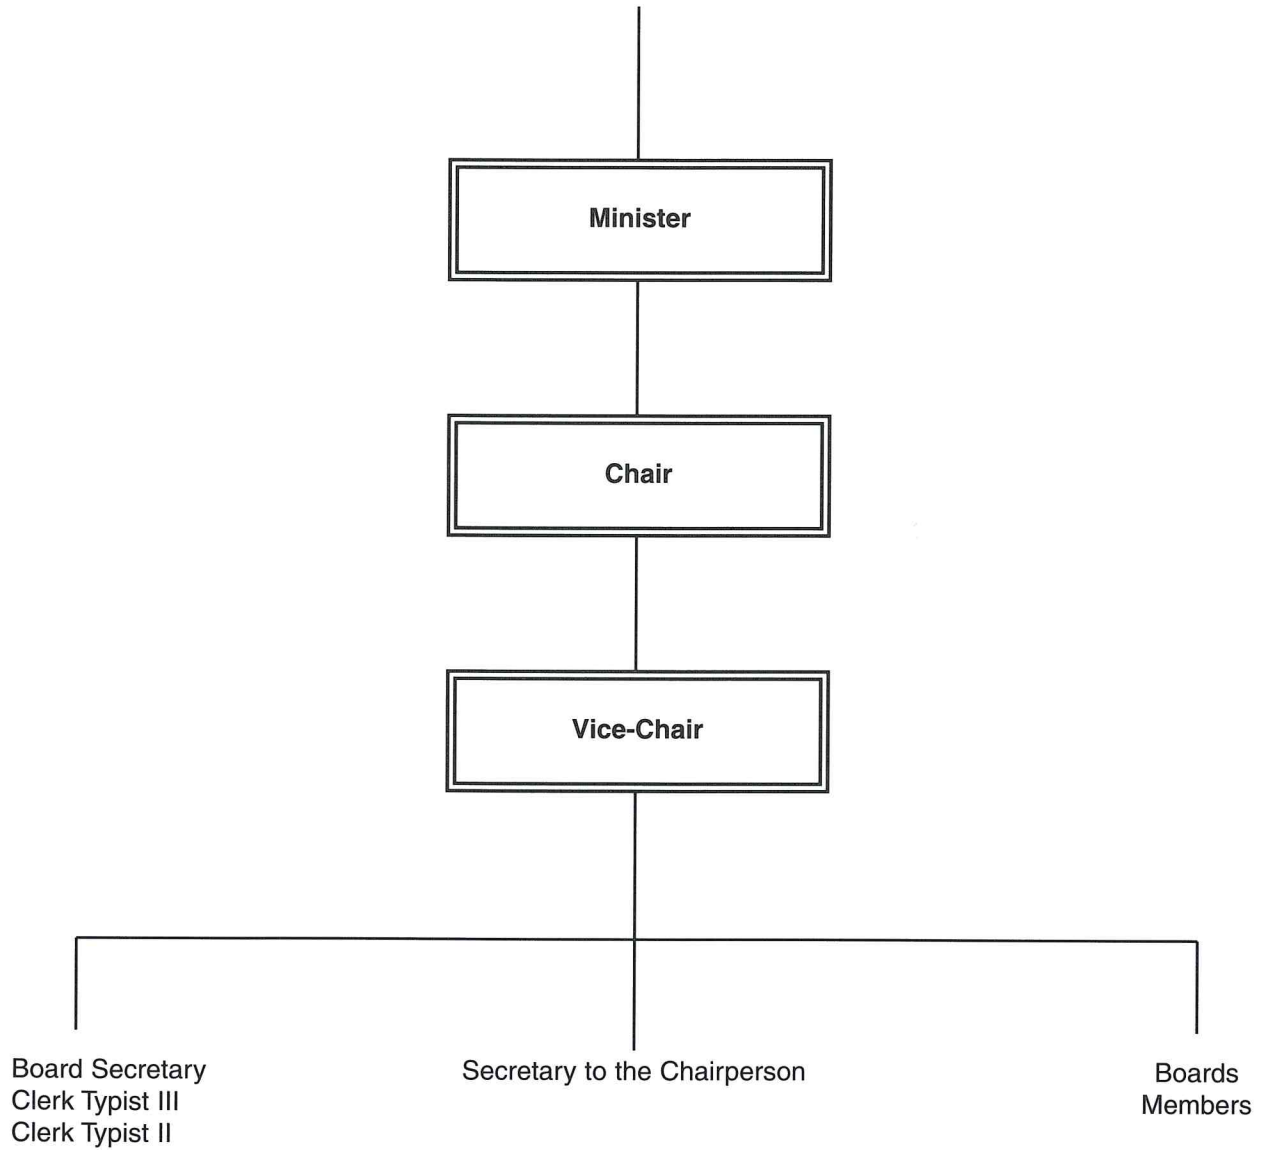 Minister
Chair
Vice-Chair
Board Secretary
Clerk Typist III
Clerk Typist II
Secretary to the Chairperson
Boards
Members